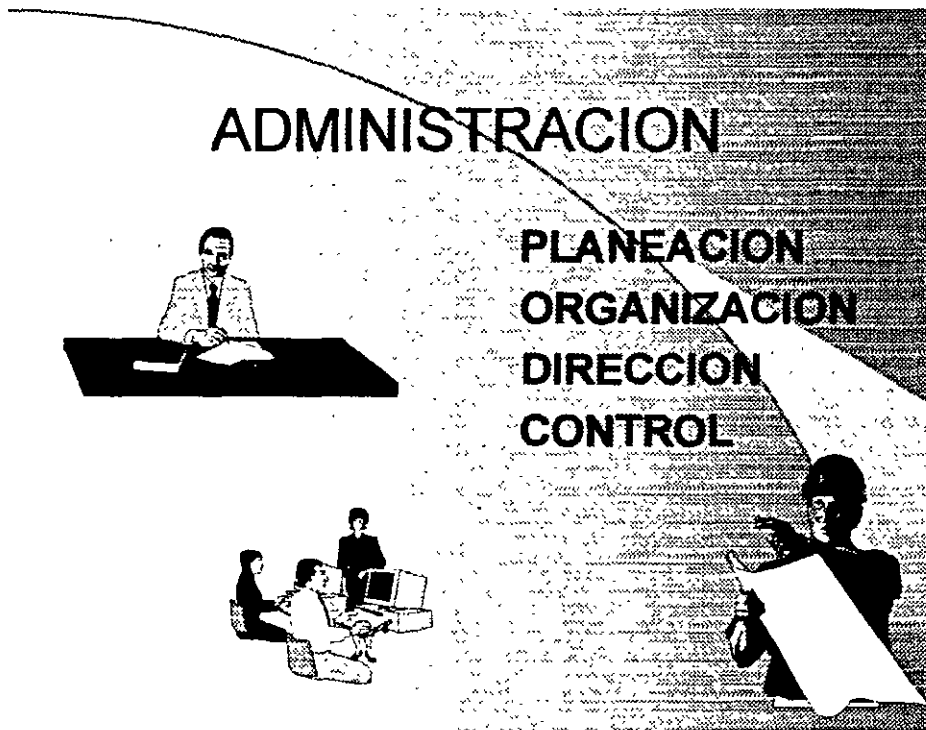 ADMINISTRACION
PLANEACION
ORGANIZACION
DIRECCION
CONTROL